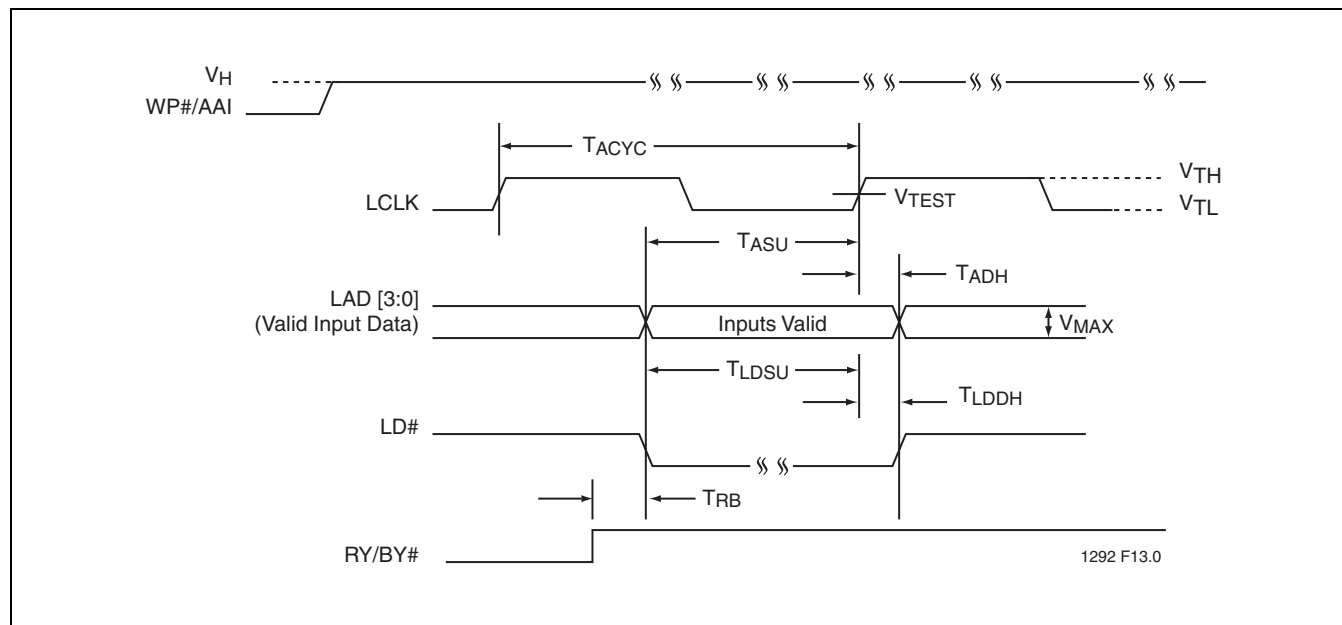 VH
WP#/AAI
TACYC
LCLK
VTH
VTEST
VTL
TASU
TADH
LAD [3:0]
(Valid Input Data)
Inputs Valid
VMAX
TLDSU
TLDDH
LD#
TRB
RY/BY#
1292 F13.0